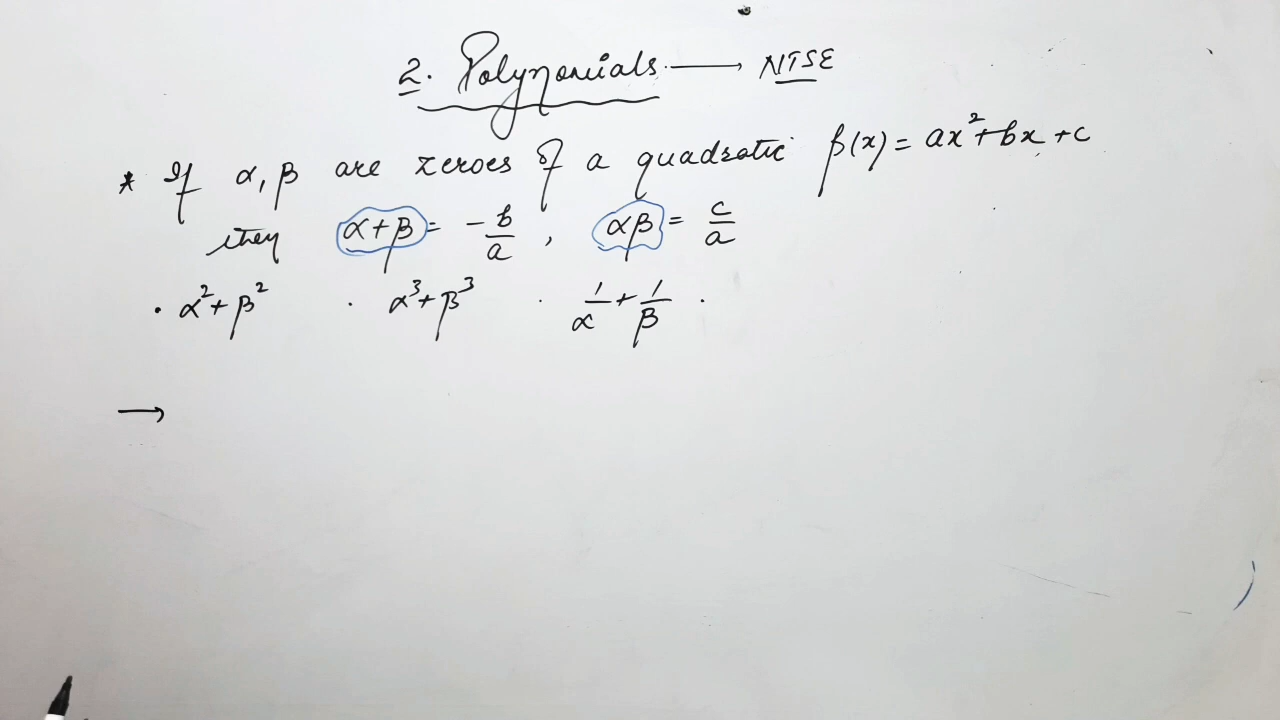 2. Polynomials → NTSE
* If α, β are zeroes of a quadratic p(x) = ax² + bx + c
then α+β = -b/a , αβ = c/a
· α² + β² · α³ + β³ · 1/α + 1/β ·
→